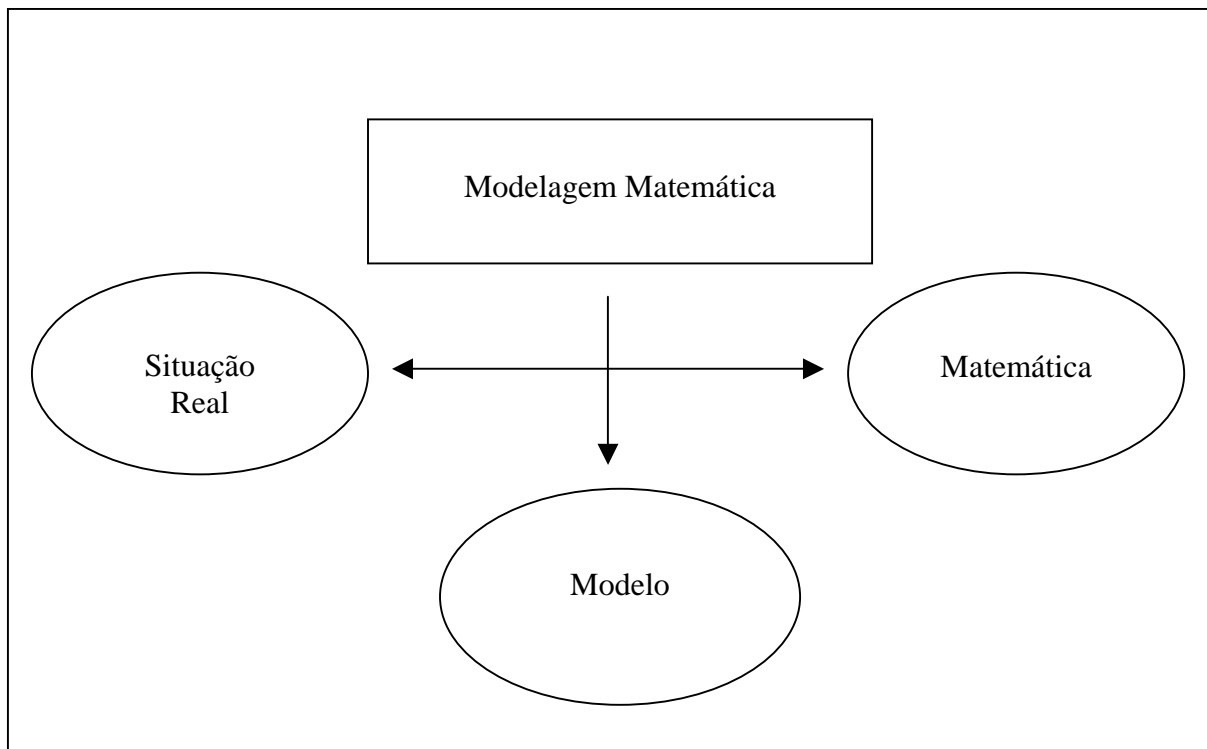 Modelagem Matemática
Situação
Real
Matemática
Modelo